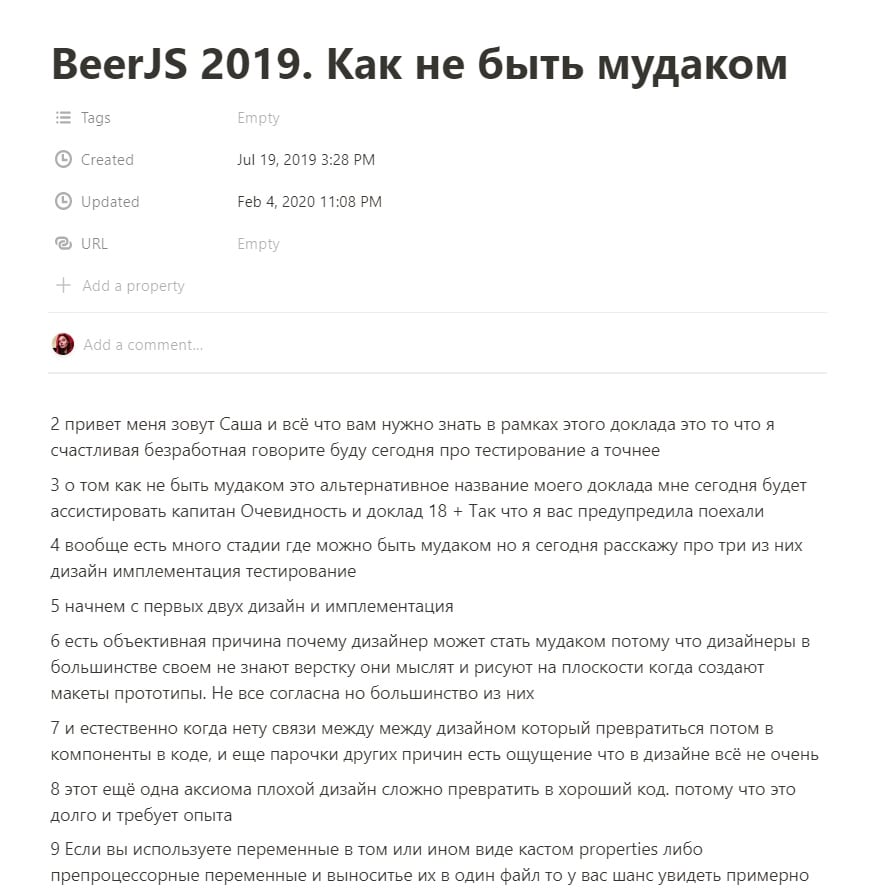 BeerJS 2019. Как не быть мудаком
Tags Empty
Created Jul 19, 2019 3:28 PM
Updated Feb 4, 2020 11:08 PM
URL Empty
Add a property
Add a comment...
2 привет меня зовут Саша и всё что вам нужно знать в рамках этого доклада это то что я
счастливая безработная говорите буду сегодня про тестирование а точнее
3 о том как не быть мудаком это альтернативное название моего доклада мне сегодня будет
ассистировать капитан Очевидность и доклад 18 + Так что я вас предупредила поехали
4 вообще есть много стадии где можно быть мудаком но я сегодня расскажу про три из них
дизайн имплементация тестирование
5 начнем с первых двух дизайн и имплементация
6 есть объективная причина почему дизайнер может стать мудаком потому что дизайнеры в
большинстве своем не знают верстку они мыслят и рисуют на плоскости когда создают
макеты прототипы. Не все согласна но большинство из них
7 и естественно когда нету связи между между дизайном который превратиться потом в
компоненты в коде, и еще парочки других причин есть ощущение что в дизайне всё не очень
8 этот ещё одна аксиома плохой дизайн сложно превратить в хороший код. потому что это
долго и требует опыта
9 Если вы используете переменные в том или ином виде кастом properties либо
препроцессорные переменные и выноситье их в один файл то у вас шанс увидеть примерно